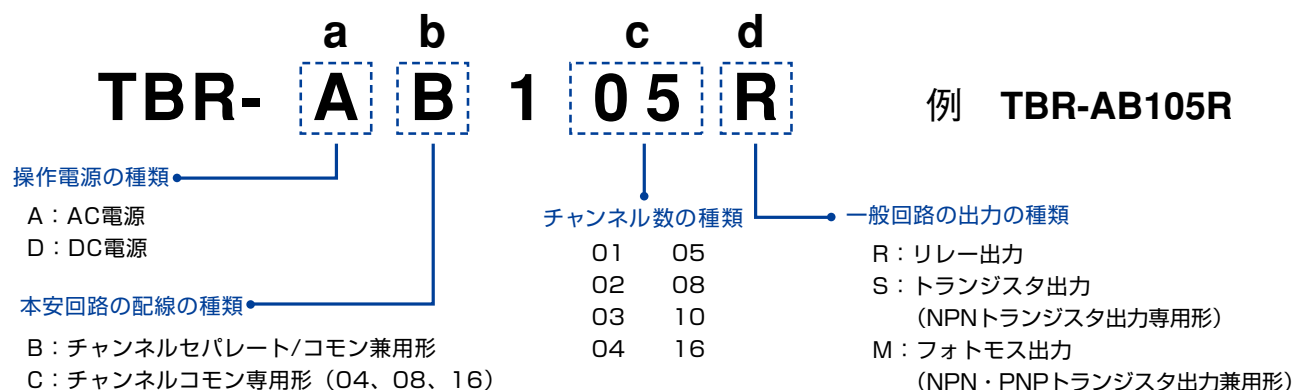 a b c d
TBR- A B 1 05 R 例 TBR-AB105R
操作電源の種類
A：AC電源
D：DC電源
本安回路の配線の種類
B：チャンネルセパレート/コモン兼用形
C：チャンネルコモン専用形（04、08、16）
チャンネル数の種類
01 05
02 08
03 10
04 16
一般回路の出力の種類
R：リレー出力
S：トランジスタ出力
（NPNトランジスタ出力専用形）
M：フォトモス出力
（NPN・PNPトランジスタ出力兼用形）